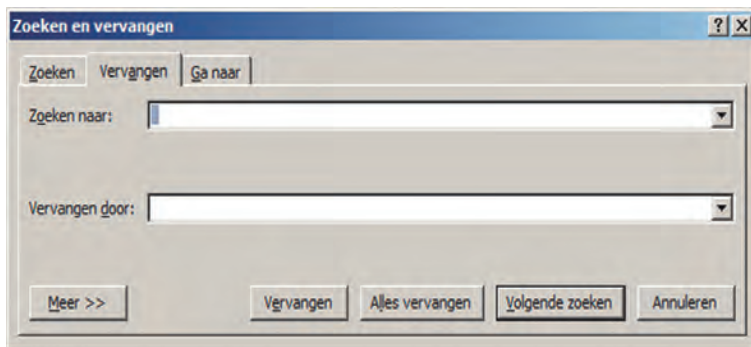 Zoeken en vervangen
Zoeken Vervangen Ga naar
Zoeken naar:
Vervangen door:
Meer >> Vervangen Alles vervangen Volgende zoeken Annuleren